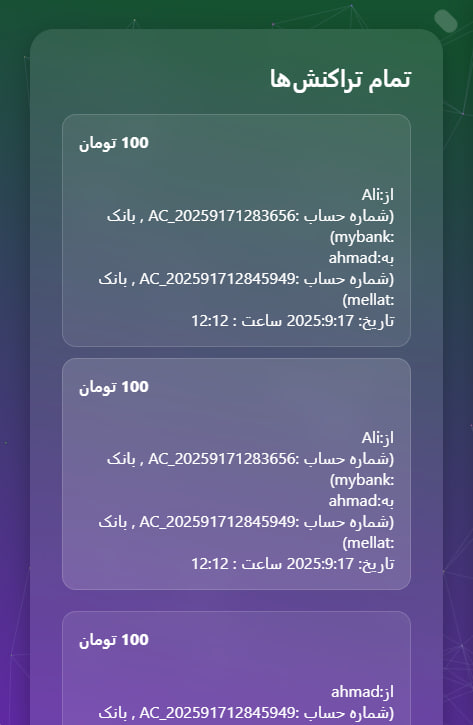 تمام تراکنش‌ها
100 تومان
از:Ali
(شماره حساب :AC_20259171283656 , بانک
:mybank)
به:ahmad
(شماره حساب :AC_202591712845949 , بانک
:mellat)
تاریخ: 2025:9:17 ساعت : 12:12
100 تومان
از:Ali
(شماره حساب :AC_20259171283656 , بانک
:mybank)
به:ahmad
(شماره حساب :AC_202591712845949 , بانک
:mellat)
تاریخ: 2025:9:17 ساعت : 12:12
100 تومان
از:ahmad
(شماره حساب :AC_202591712845949 , بانک